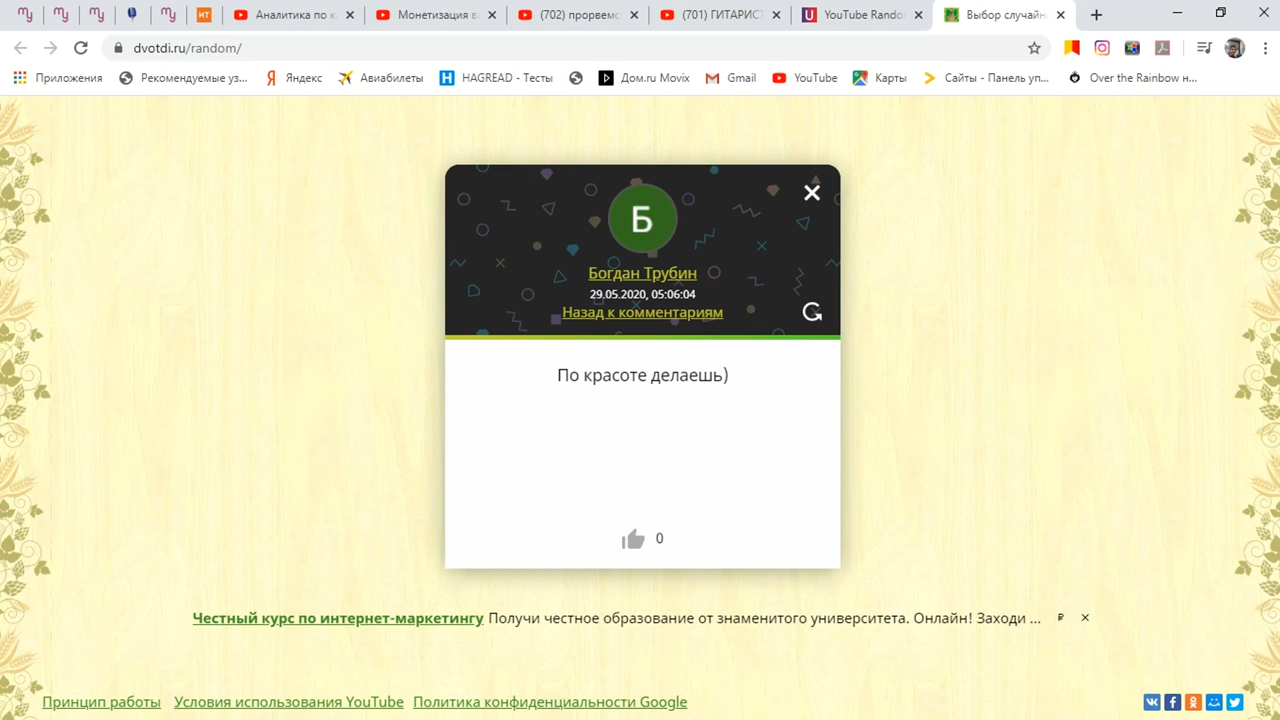 Аналитика по к
Монетизация в
(702) прорвемс
(701) ГИТАРИСТ
YouTube Rando
Выбор случайн
dvotdi.ru/random/
Приложения
Рекомендуемые уз...
Яндекс
Авиабилеты
HAGREAD - Тесты
Дом.ru Movix
Gmail
YouTube
Карты
Сайты - Панель уп...
Over the Rainbow н...
Б
Богдан Трубин
29.05.2020, 05:06:04
Назад к комментариям
По красоте делаешь)
0
Честный курс по интернет-маркетингу Получи честное образование от знаменитого университета. Онлайн! Заходи ...
Принцип работы Условия использования YouTube Политика конфиденциальности Google